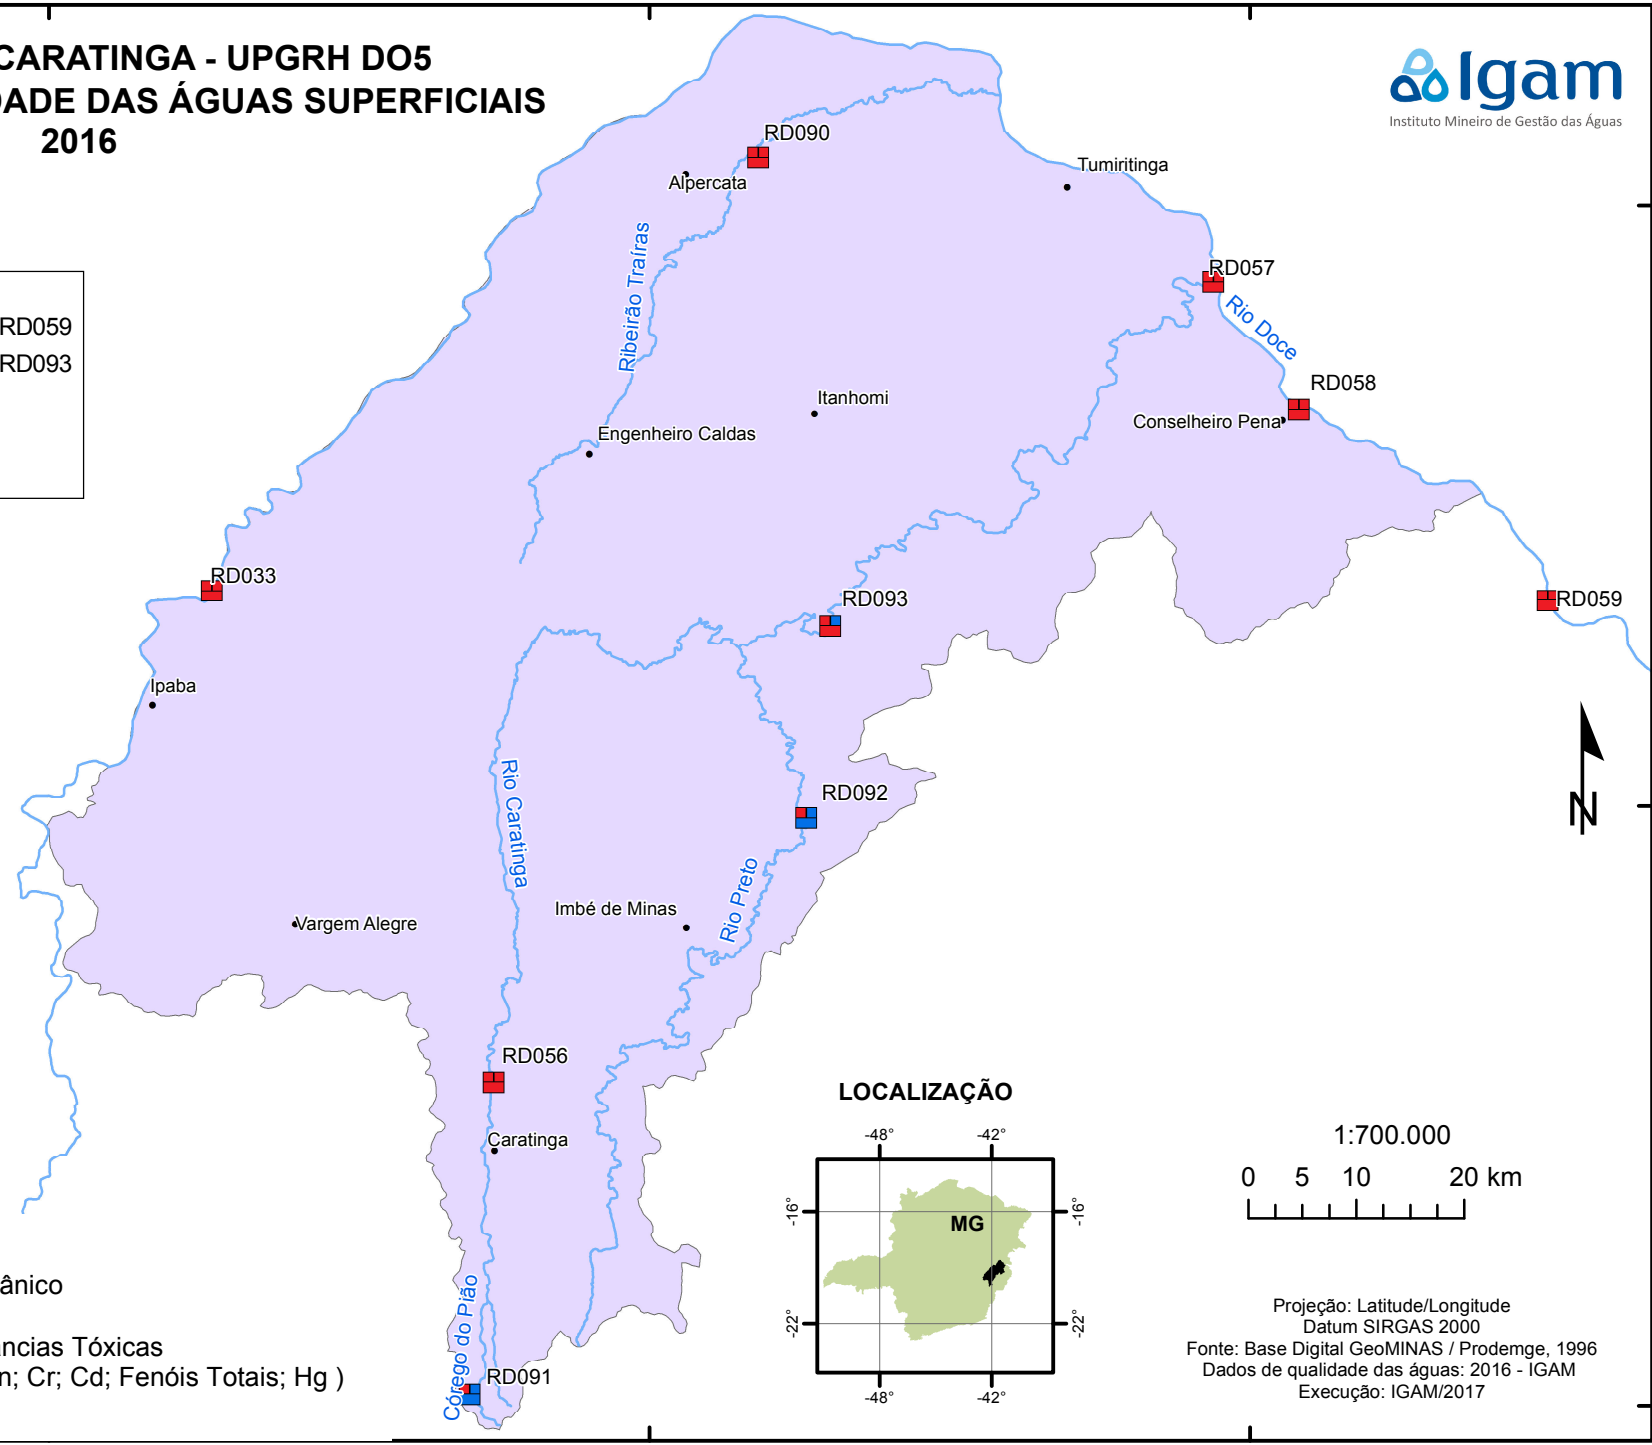 CARATINGA - UPGRH DO5
DADE DAS ÁGUAS SUPERFICIAIS
2016
Igam
Instituto Mineiro de Gestão das Águas
RD090
Alpercata
Tumiritinga
Ribeirão Traíras
RD057
Rio Doce
RD059
RD093
RD058
Itanhomi
Conselheiro Pena
Engenheiro Caldas
RD033
RD093
RD059
Ipaba
Rio Caratinga
RD092
N
Rio Preto
Imbé de Minas
Vargem Alegre
RD056
Caratinga
LOCALIZAÇÃO
-48° -42°
-16° -16°
MG
-22° -22°
-48° -42°
1:700.000
0 5 10 20 km
ânico
ncias Tóxicas
n; Cr; Cd; Fenóis Totais; Hg )
Córego do Pião
RD091
Projeção: Latitude/Longitude
Datum SIRGAS 2000
Fonte: Base Digital GeoMINAS / Prodemge, 1996
Dados de qualidade das águas: 2016 - IGAM
Execução: IGAM/2017